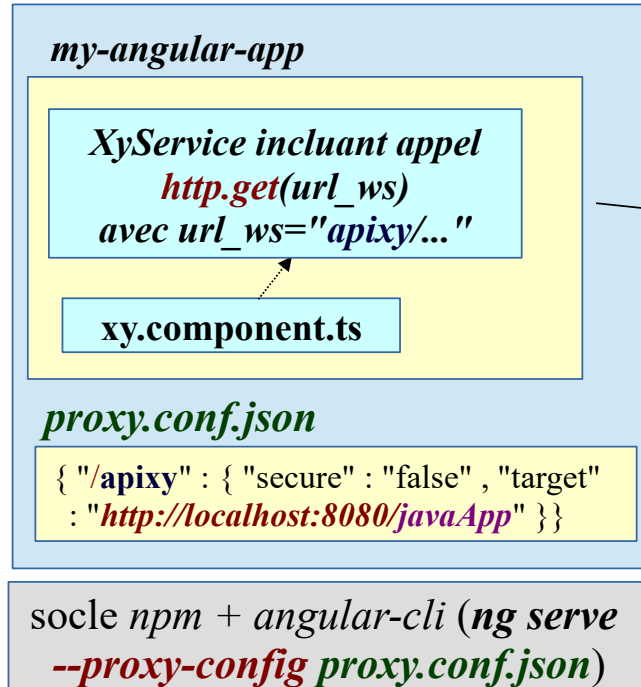 my-angular-app
XyService incluant appel
http.get(url_ws)
avec url_ws="apixy/..."
xy.component.ts
proxy.conf.json
{ "/apixy" : { "secure" : "false" , "target"
: "http://localhost:8080/javaApp" }}
socle npm + angular-cli (ng serve
--proxy-config proxy.conf.json)